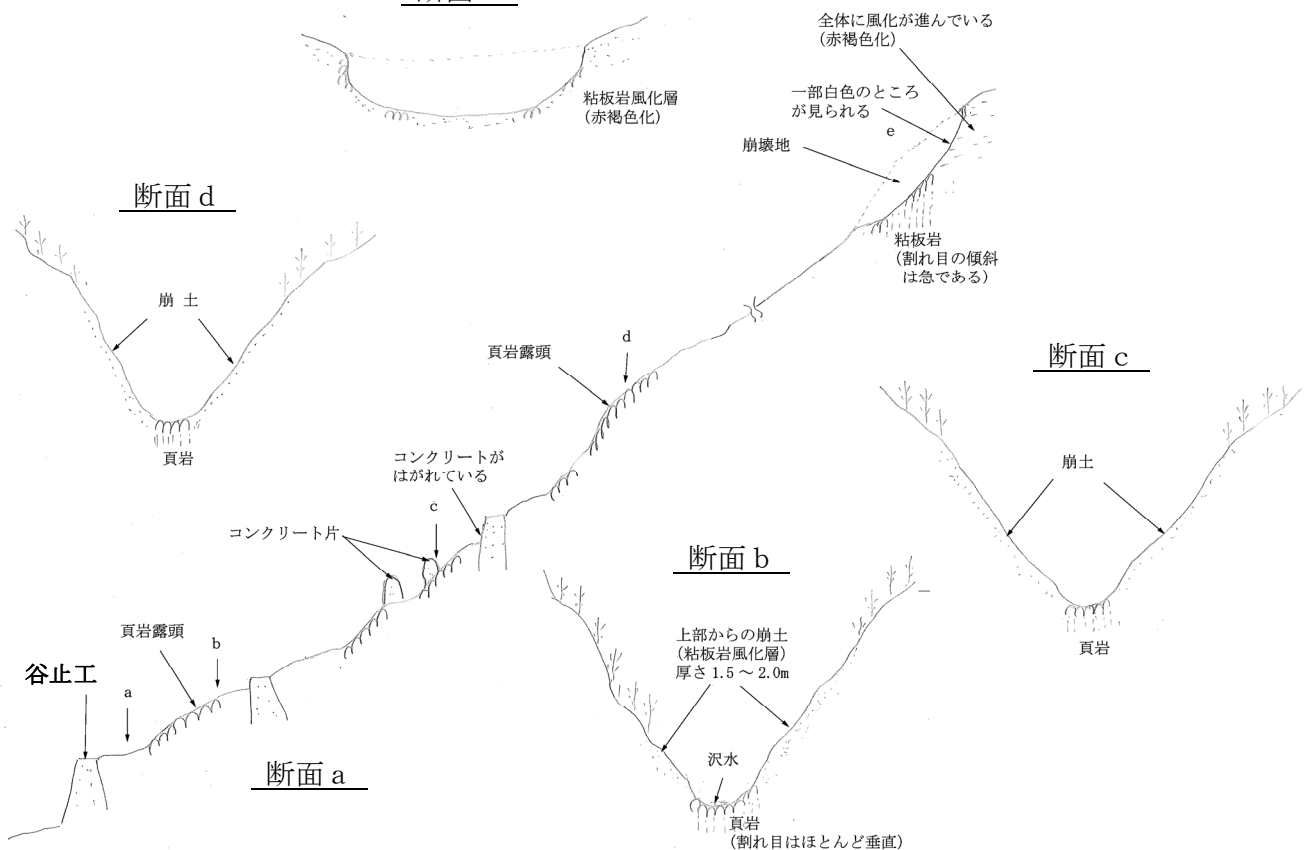 全体に風化が進んでいる
(赤褐色化)
一部白色のところ
が見られる
e
崩壊地
粘板岩
(割れ目の傾斜
は急である)
粘板岩風化層
(赤褐色化)
断面 d
崩 土
頁岩
頁岩露頭
d
断面 c
崩土
頁岩
コンクリートが
はがれている
c
コンクリート片
断面 b
上部からの崩土
(粘板岩風化層)
厚さ 1.5 ～ 2.0m
沢水
頁岩
(割れ目はほとんど垂直)
頁岩露頭
b
谷止工
a
断面 a